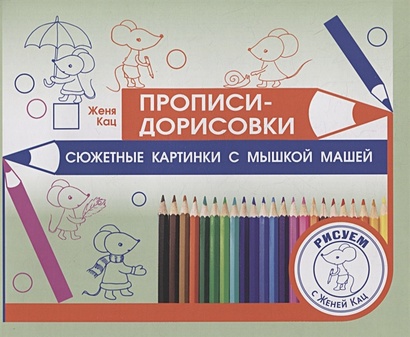 Женя
Кац
ПРОПИСИ-
ДОРИСОВКИ
СЮЖЕТНЫЕ КАРТИНКИ С МЫШКОЙ МАШЕЙ
РИСУЕМ
с Женей Кац